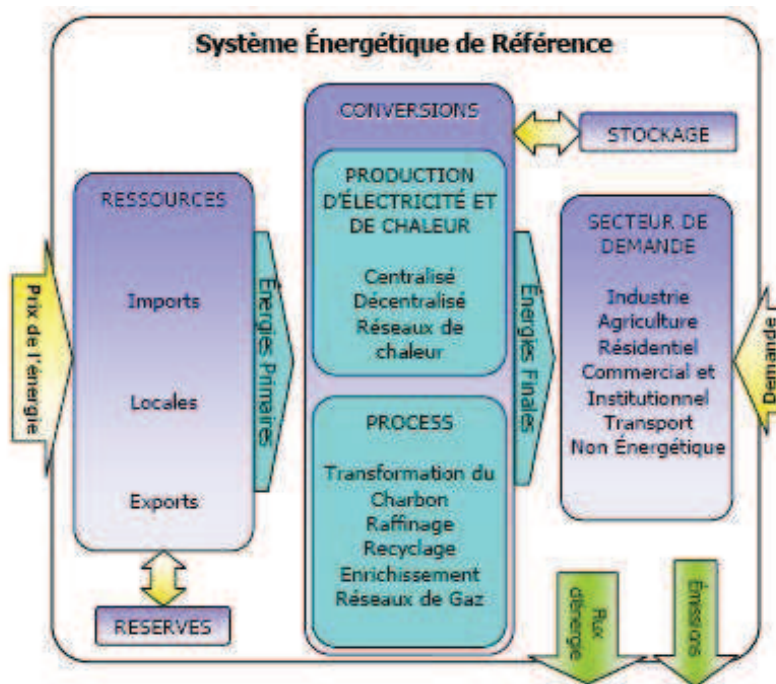 Système Énergétique de Référence
Prix de l'énergie
RESSOURCES
Imports
Locales
Exports
RESERVES
Énergies Primaires
CONVERSIONS
PRODUCTION
D'ÉLECTRICITÉ ET
DE CHALEUR
Centralisé
Décentralisé
Réseaux de
chaleur
PROCESS
Transformation du
Charbon
Raffinage
Recyclage
Enrichissement
Réseaux de Gaz
Énergies Finales
STOCKAGE
SECTEUR DE
DEMANDE
Industrie
Agriculture
Résidentiel
Commercial et
Institutionnel
Transport
Non Énergétique
Demande
Flux
d'énergie
Émissions